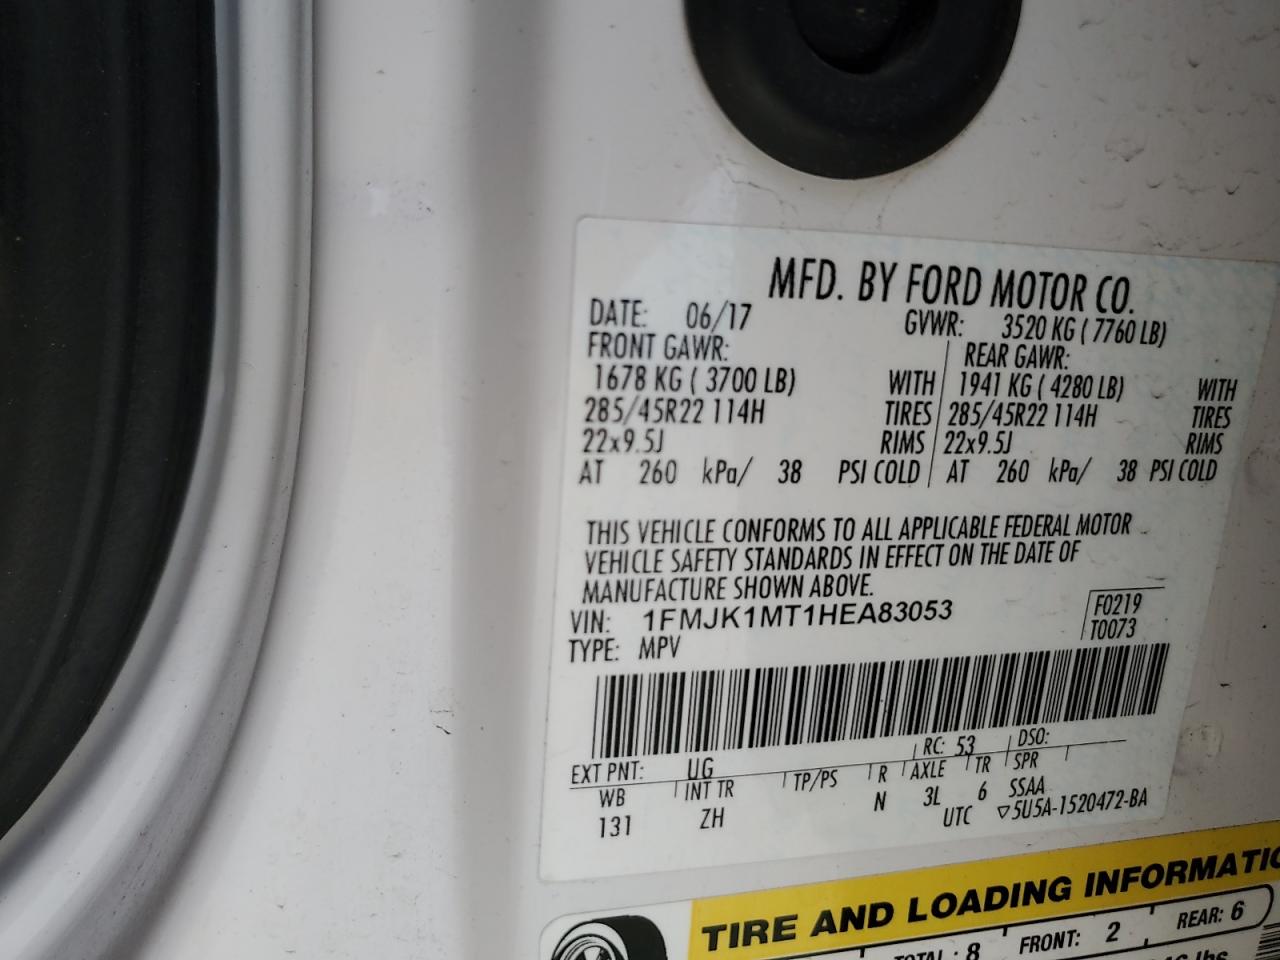 MFD. BY FORD MOTOR CO.
DATE: 06/17 GVWR: 3520 KG ( 7760 LB)
FRONT GAWR: REAR GAWR:
1678 KG ( 3700 LB) WITH 1941 KG ( 4280 LB) WITH
285/45R22 114H TIRES 285/45R22 114H TIRES
22x9.5J RIMS 22x9.5J RIMS
AT 260 kPa/ 38 PSI COLD AT 260 kPa/ 38 PSI COLD
THIS VEHICLE CONFORMS TO ALL APPLICABLE FEDERAL MOTOR
VEHICLE SAFETY STANDARDS IN EFFECT ON THE DATE OF
MANUFACTURE SHOWN ABOVE.
VIN: 1FMJK1MT1HEA83053 F0219
TYPE: MPV T0073
EXT PNT: UG RC: 53 DSO:
WB INT TR TP/PS R AXLE TR SPR
131 ZH N 3L 6 SSAA
UTC ▽5U5A-1520472-BA
TIRE AND LOADING INFORMATIO
TOTAL: 8 FRONT: 2 REAR: 6
lbs